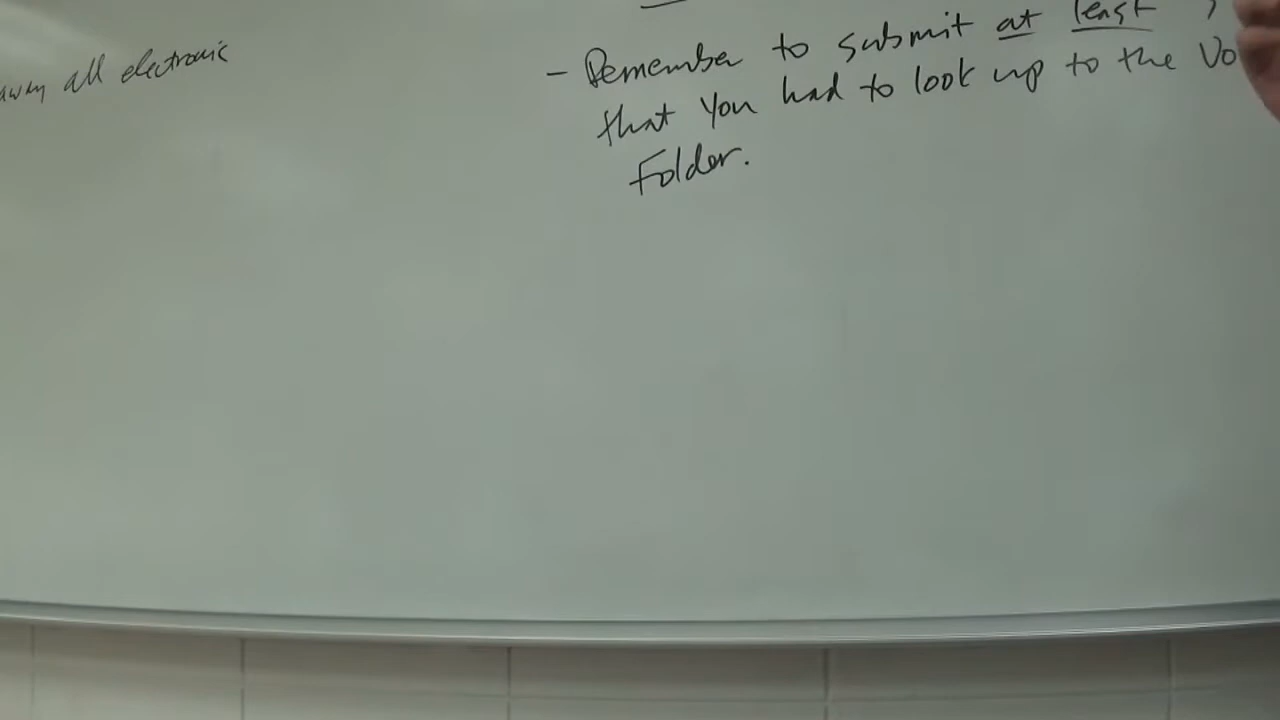 away all electronic
- Remember to submit at least
that you had to look up to the Vo
Folder.